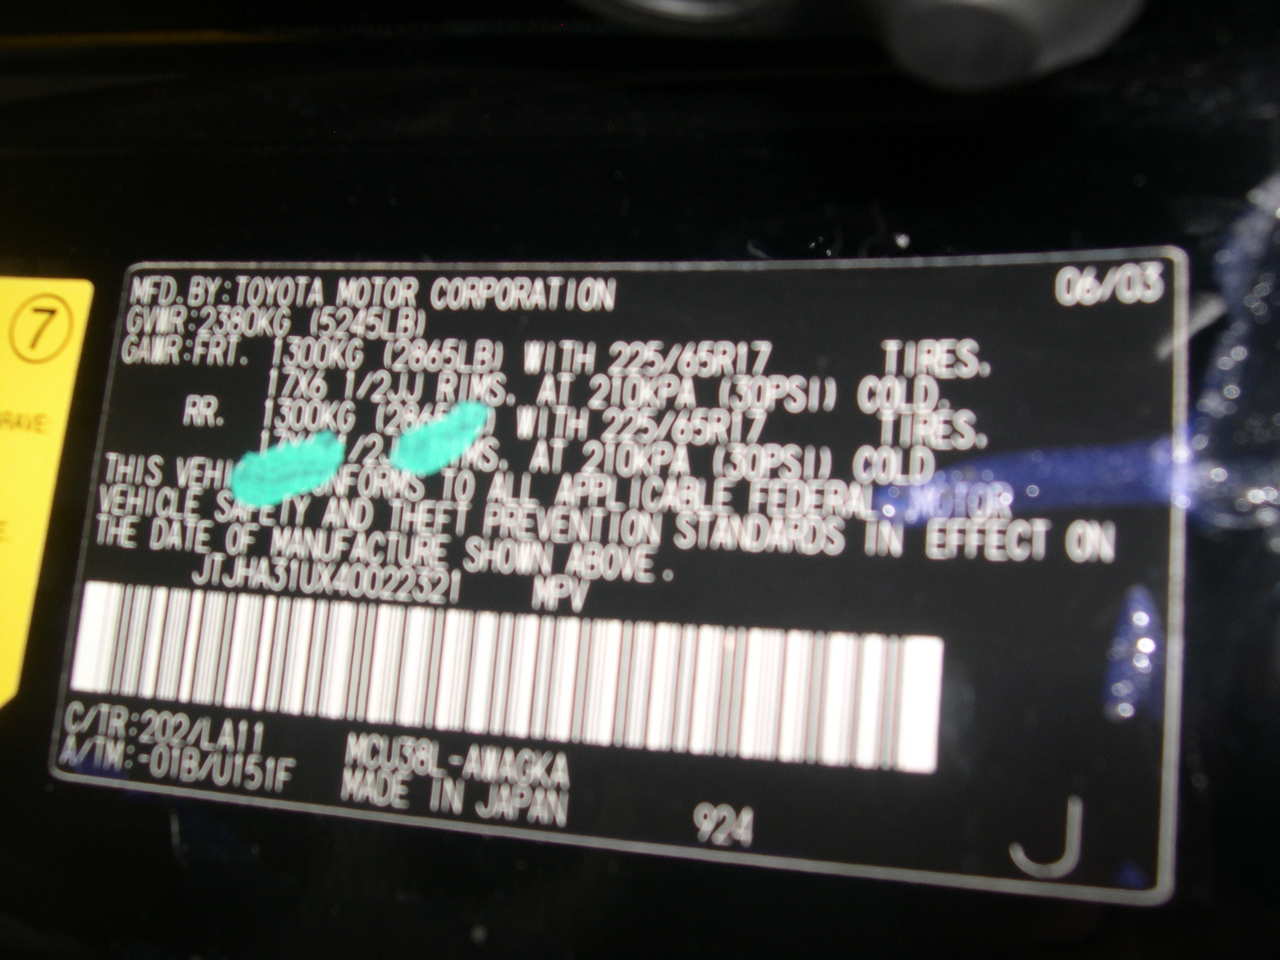 MFD.BY:TOYOTA MOTOR CORPORATION 06/03
GVWR:2380KG (5245LB)
GAWR:FRT. 1300KG (2865LB) WITH 225/65R17 TIRES.
17X6 1/2JJ RIMS. AT 210KPA (30PSI) COLD.
RR. 1300KG WITH 225/65R17 TIRES.
AT 210KPA (30PSI) COLD
THIS TO ALL APPLICABLE FEDERAL MOTOR
VEHICLE SAFETY AND THEFT PREVENTION STANDARDS IN EFFECT ON
THE DATE OF MANUFACTURE SHOWN ABOVE.
JTJHA31UX40022321 MPV
C/TR:202/LA11 MCU38L-AWAGKA
A/TM:-01B/U151F MADE IN JAPAN
924
J
7